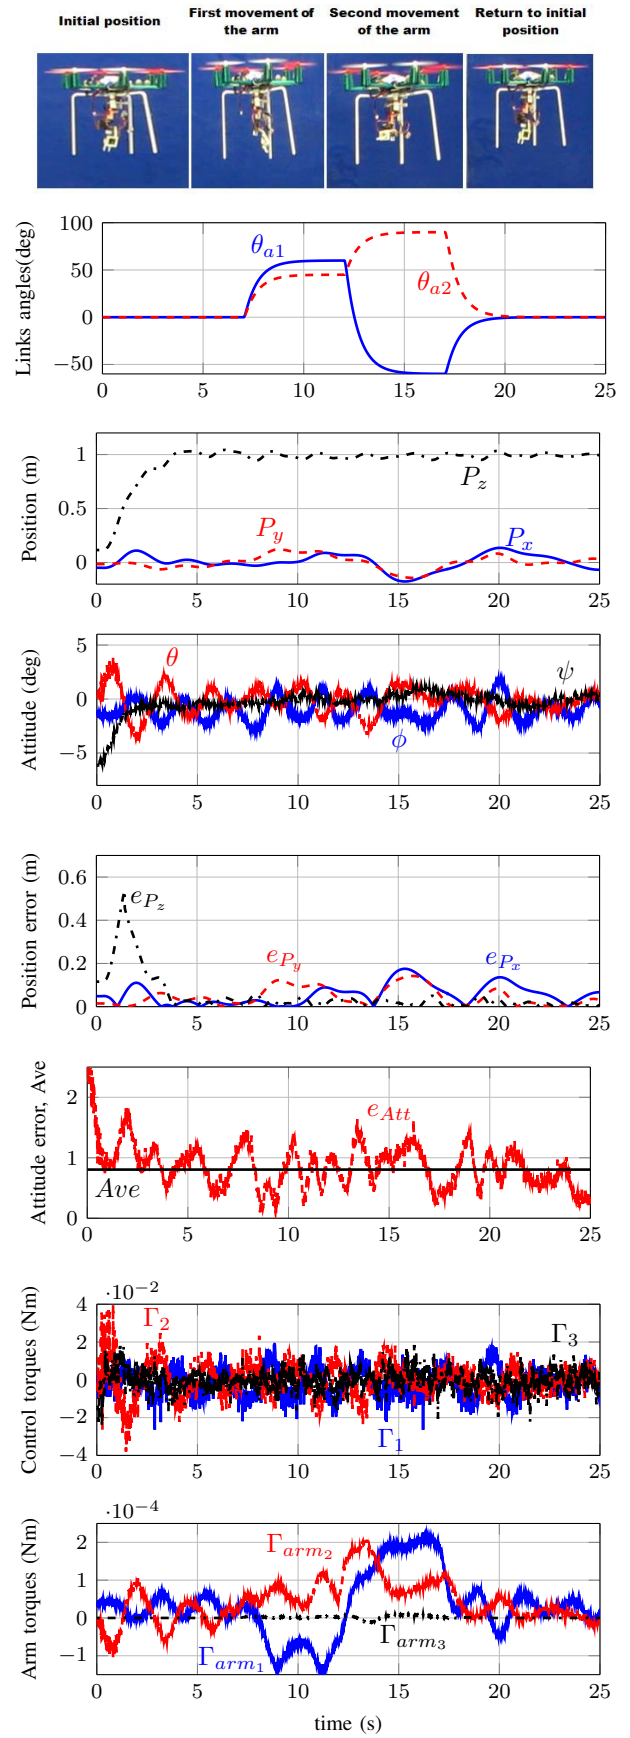 Initial position
First movement of
the arm
Second movement
of the arm
Return to initial
position
100
50
0
−50
Links angles(deg)
θa1
θa2
0 5 10 15 20 25
1
0.5
0
Position (m)
Pz
Py
Px
0 5 10 15 20 25
5
0
−5
Attitude (deg)
θ
ψ
ϕ
0 5 10 15 20 25
0.6
0.4
0.2
0
Position error (m)
ePz
ePy
ePx
0 5 10 15 20 25
2
1
0
Attitude error, Ave
eAtt
Ave
0 5 10 15 20 25
·10−2
4
2
0
−2
−4
Control torques (Nm)
Γ2
Γ3
Γ1
0 5 10 15 20 25
·10−4
2
1
0
−1
Arm torques (Nm)
Γarm2
Γarm1
Γarm3
0 5 10 15 20 25
time (s)